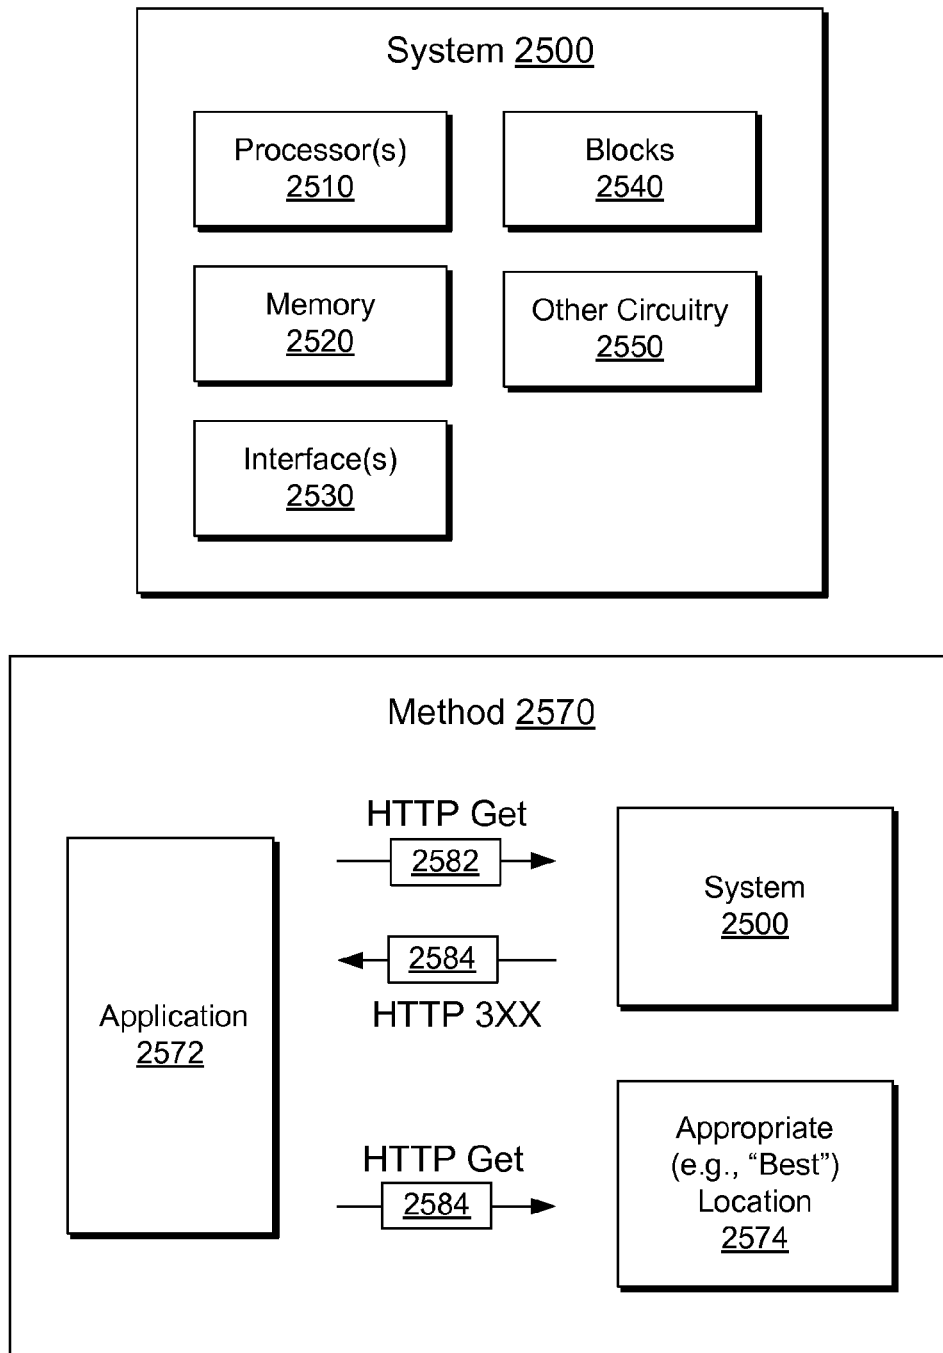 System 2500
Processor(s)
2510
Blocks
2540
Memory
2520
Other Circuitry
2550
Interface(s)
2530
Method 2570
HTTP Get
2582
System
2500
2584
HTTP 3XX
Application
2572
Appropriate
(e.g., “Best”)
Location
2574
HTTP Get
2584